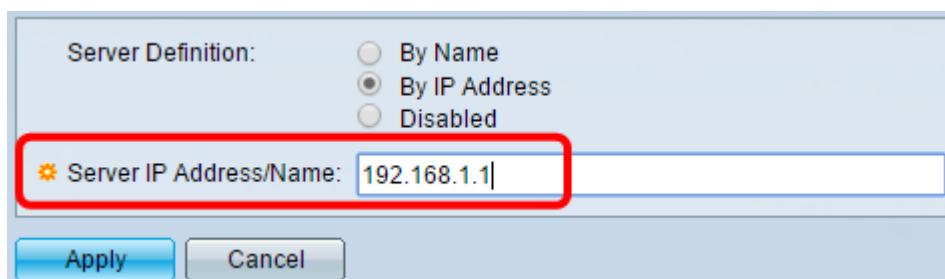 Server Definition: By Name
By IP Address
Disabled
Server IP Address/Name: 192.168.1.1
Apply Cancel